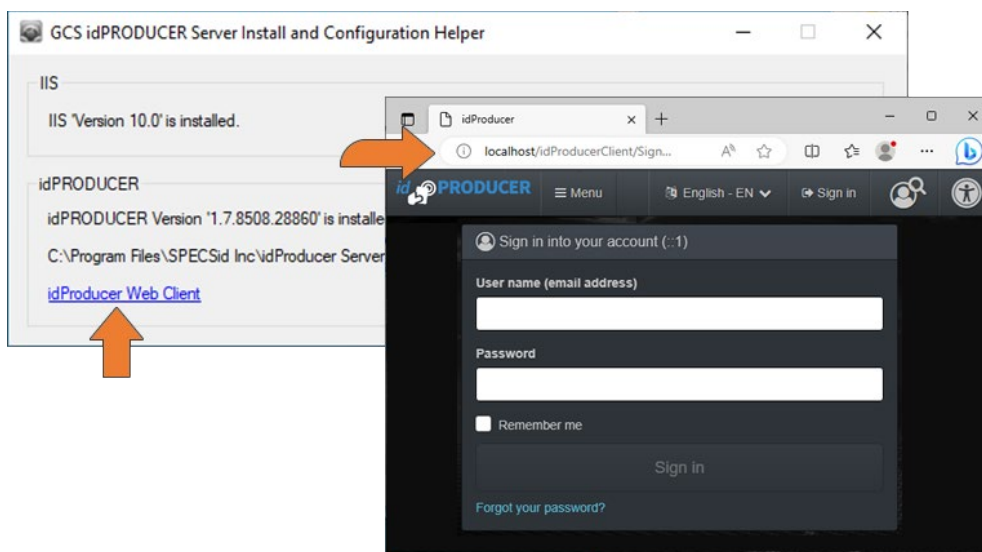 GCS idPRODUCER Server Install and Configuration Helper
IIS
IIS 'Version 10.0' is installed.
idPRODUCER
idPRODUCER Version '1.7.8508.28860' is installe
C:\Program Files\SPECSid Inc\idProducer Server
idProducer Web Client
idProducer
localhost/idProducerClient/Sign...
id PRODUCER
Menu
English - EN
Sign in
Sign in into your account (::1)
User name (email address)
Password
Remember me
Sign in
Forgot your password?